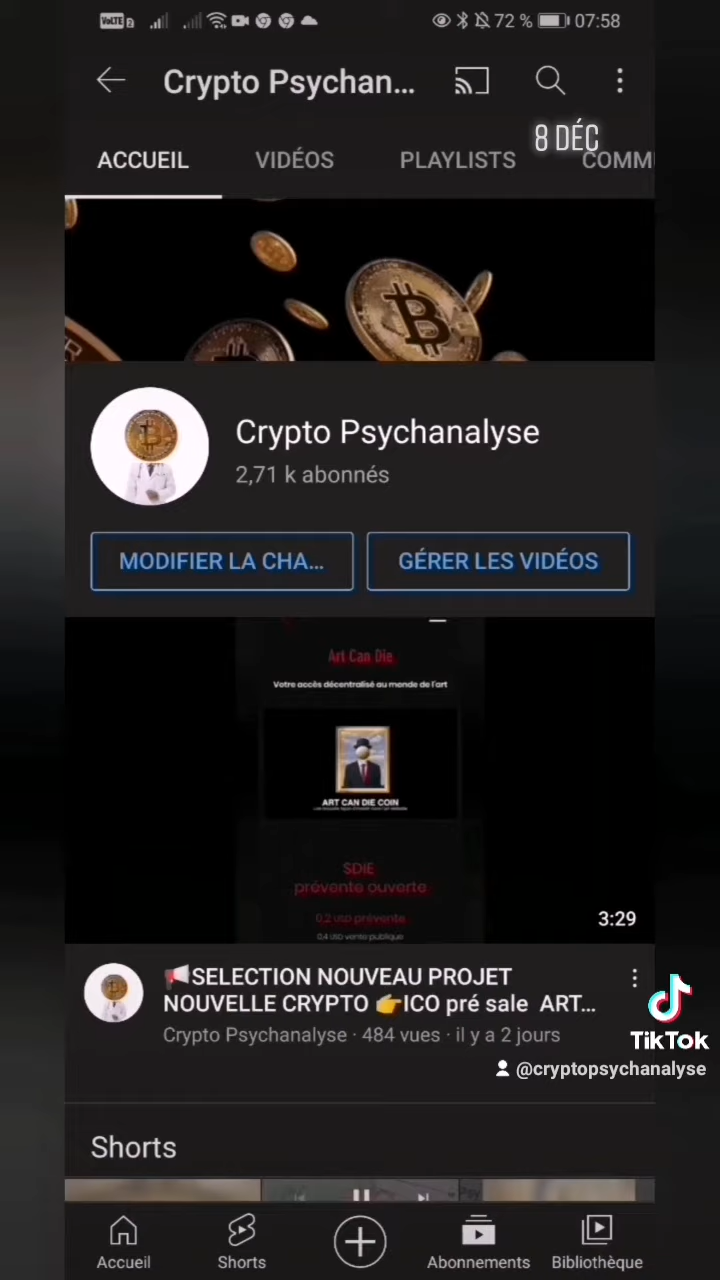 VoLTE 2 72 % 07:58
Crypto Psychan...
8 DÉC
ACCUEIL VIDÉOS PLAYLISTS COMMU
Crypto Psychanalyse
2,71 k abonnés
MODIFIER LA CHA... GÉRER LES VIDÉOS
Art Can Die
Votre accès décentralisé au monde de l'art
ART CAN DIE COIN
SDIE
prévente ouverte
0,2 USD prévente
0,4 USD vente publique
3:29
📢SELECTION NOUVEAU PROJET
NOUVELLE CRYPTO 👉ICO pré sale ART...
Crypto Psychanalyse · 484 vues · il y a 2 jours
TikTok
@cryptopsychanalyse
Shorts
Accueil Shorts Abonnements Bibliothèque